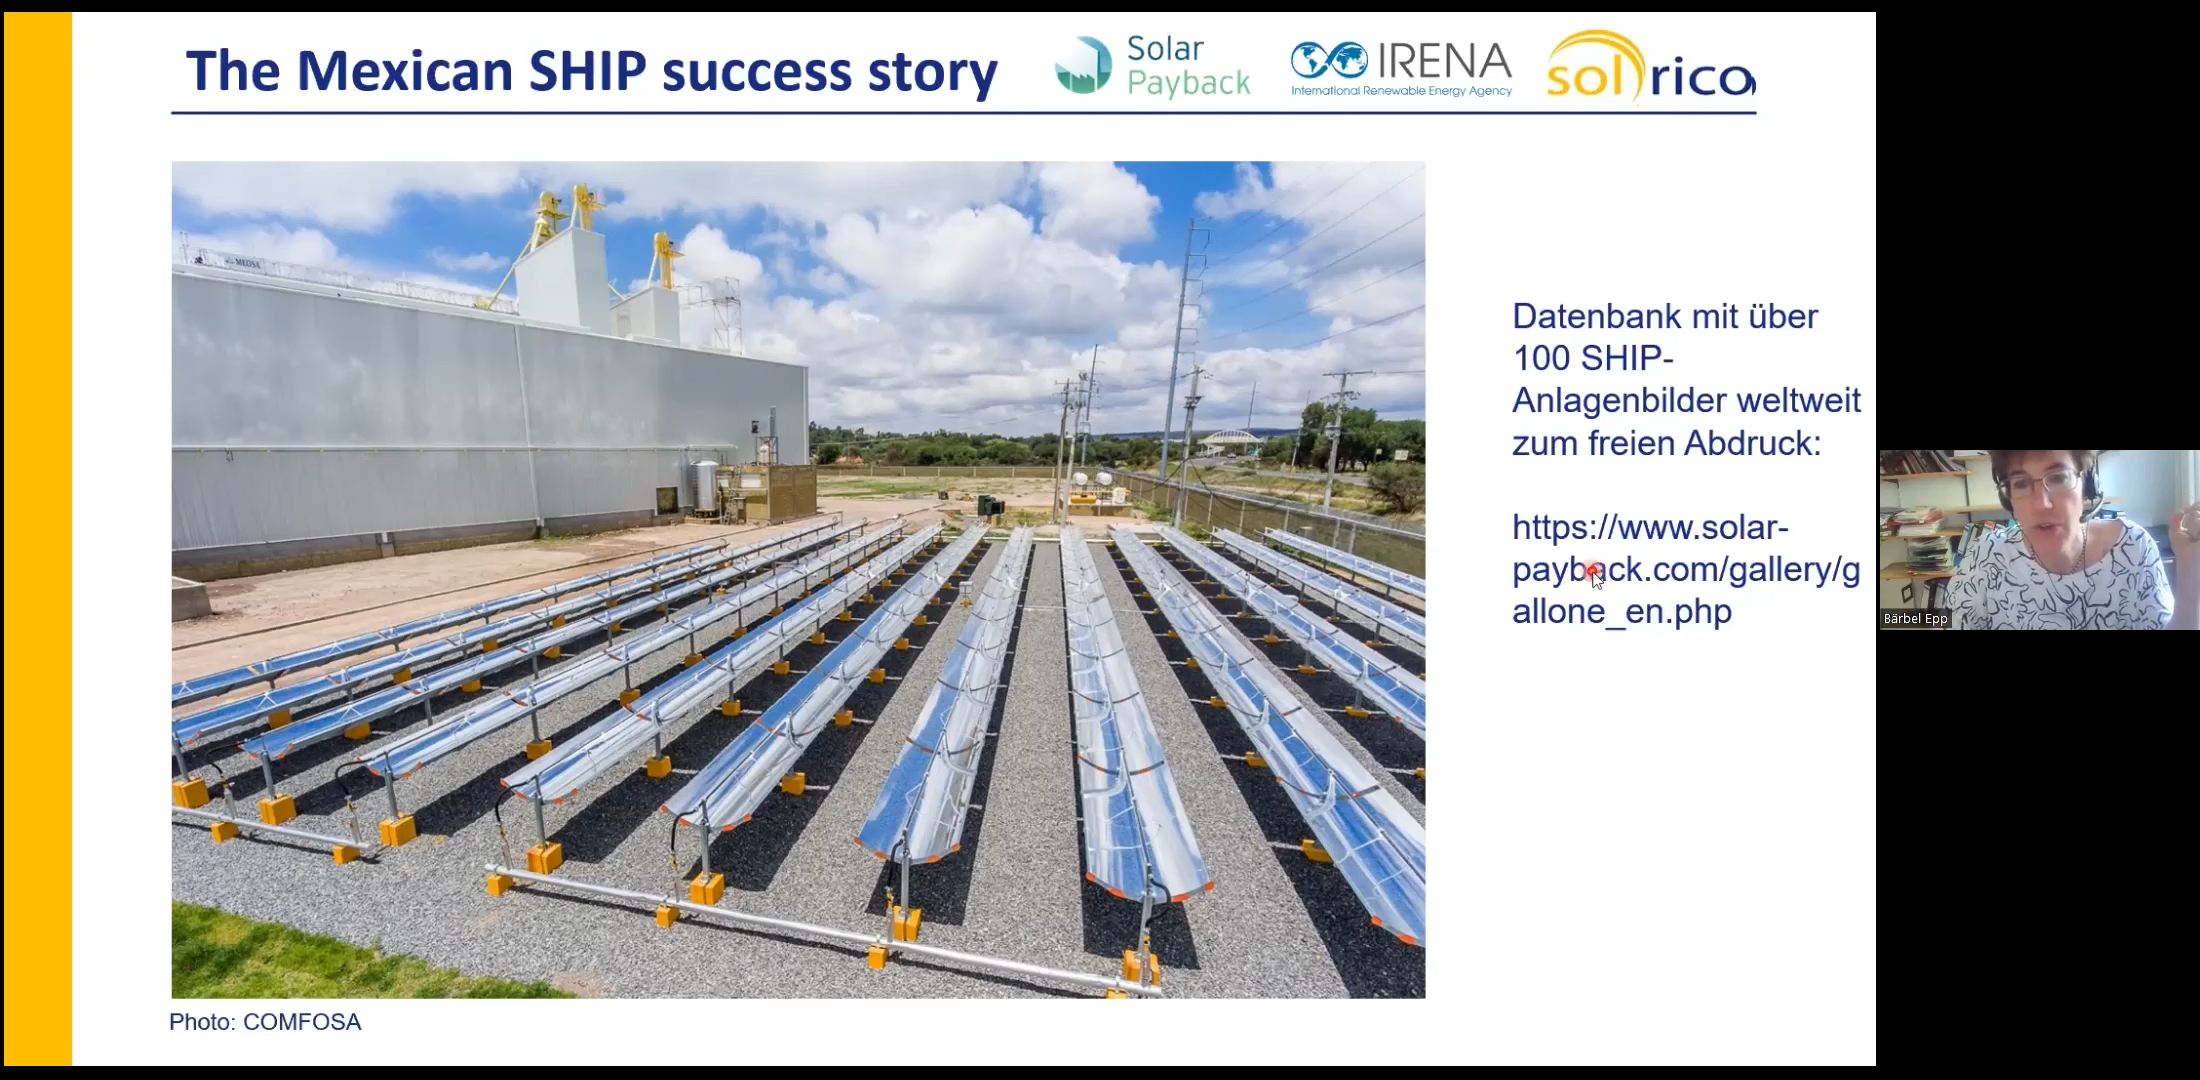 The Mexican SHIP success story
Solar
Payback
IRENA
International Renewable Energy Agency
solrico
MEOSA
Datenbank mit über
100 SHIP-
Anlagenbilder weltweit
zum freien Abdruck:
https://www.solar-
payback.com/gallery/g
allone_en.php
Bärbel Epp
Photo: COMFOSA